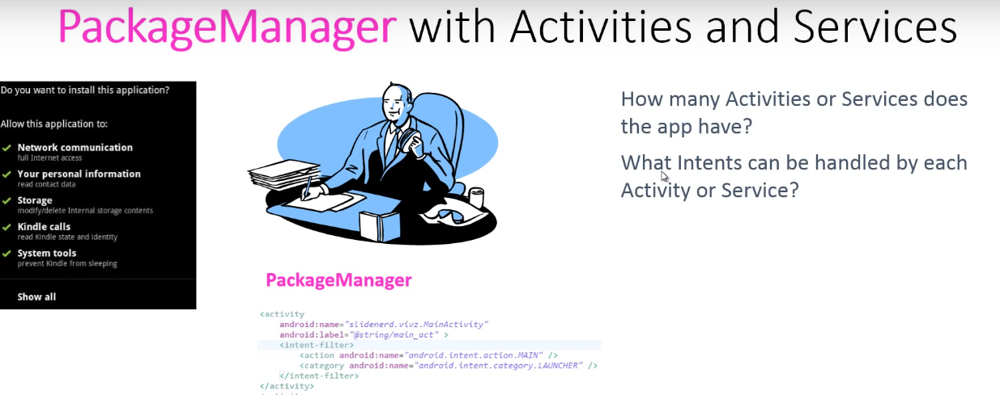 PackageManager with Activities and Services
Do you want to install this application?
Allow this application to:
Network communication
full Internet access
Your personal information
read contact data
Storage
modify/delete Internal storage contents
Kindle calls
read Kindle state and identity
System tools
prevent Kindle from sleeping
Show all
PackageManager
<activity
android:name="slidenerd.vivz.MainActivity"
android:label="@string/main_act" >
<intent-filter>
<action android:name="android.intent.action.MAIN" />
<category android:name="android.intent.category.LAUNCHER" />
</intent-filter>
</activity>
How many Activities or Services does
the app have?
What Intents can be handled by each
Activity or Service?